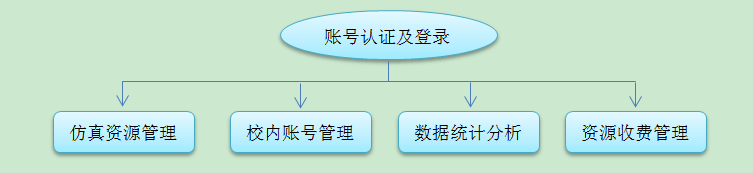 账号认证及登录
仿真资源管理
校内账号管理
数据统计分析
资源收费管理